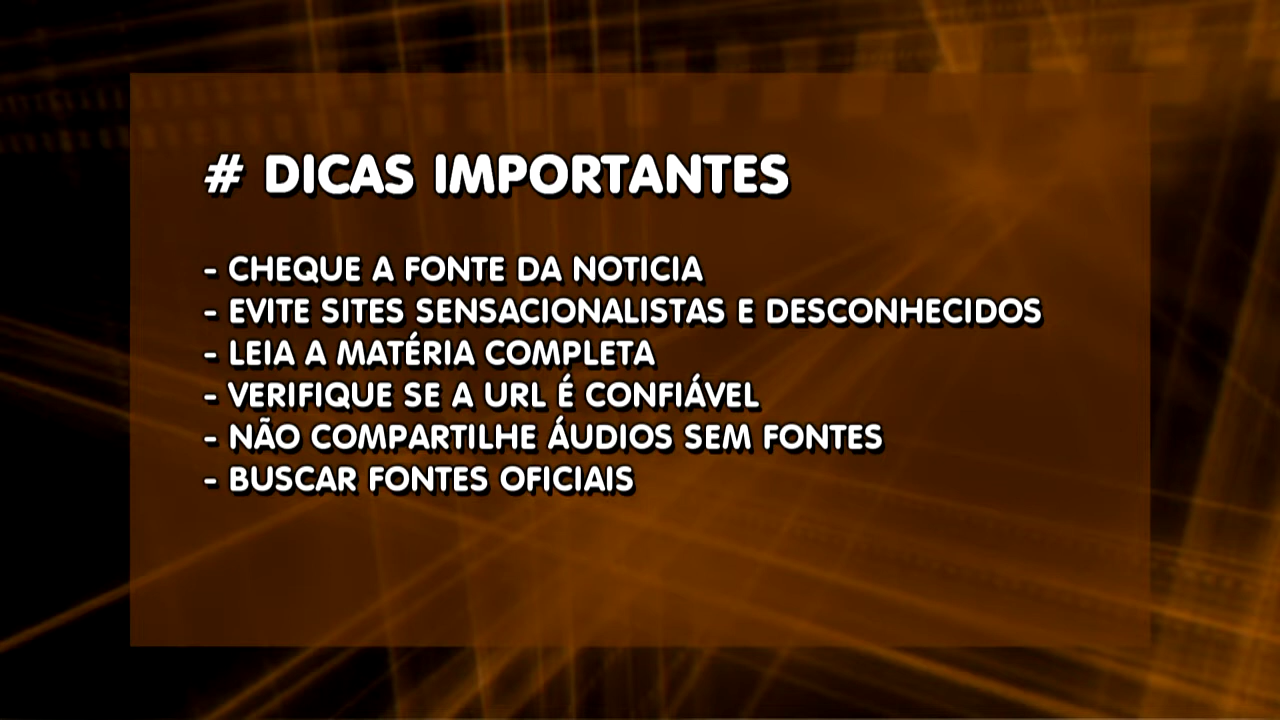 # DICAS IMPORTANTES
- CHEQUE A FONTE DA NOTICIA
- EVITE SITES SENSACIONALISTAS E DESCONHECIDOS
- LEIA A MATÉRIA COMPLETA
- VERIFIQUE SE A URL É CONFIÁVEL
- NÃO COMPARTILHE ÁUDIOS SEM FONTES
- BUSCAR FONTES OFICIAIS